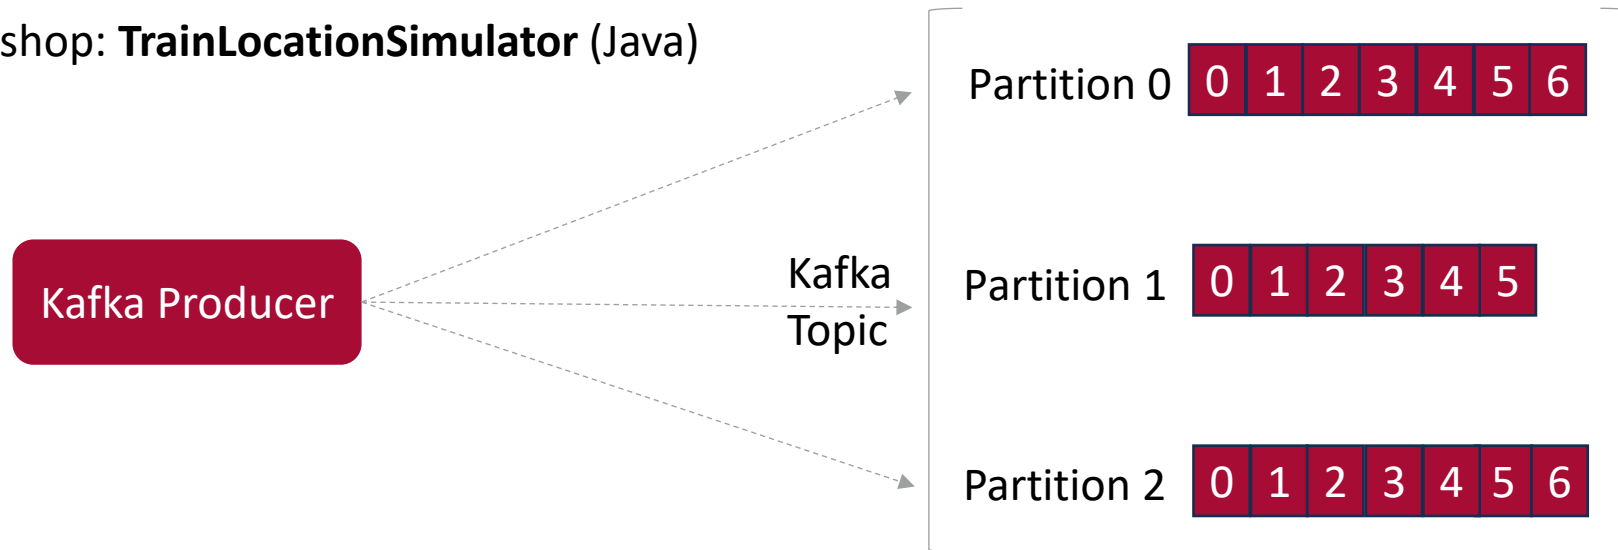 shop: TrainLocationSimulator (Java)
Partition 0 0 1 2 3 4 5 6
Kafka Producer
Kafka
Topic
Partition 1 0 1 2 3 4 5
Partition 2 0 1 2 3 4 5 6